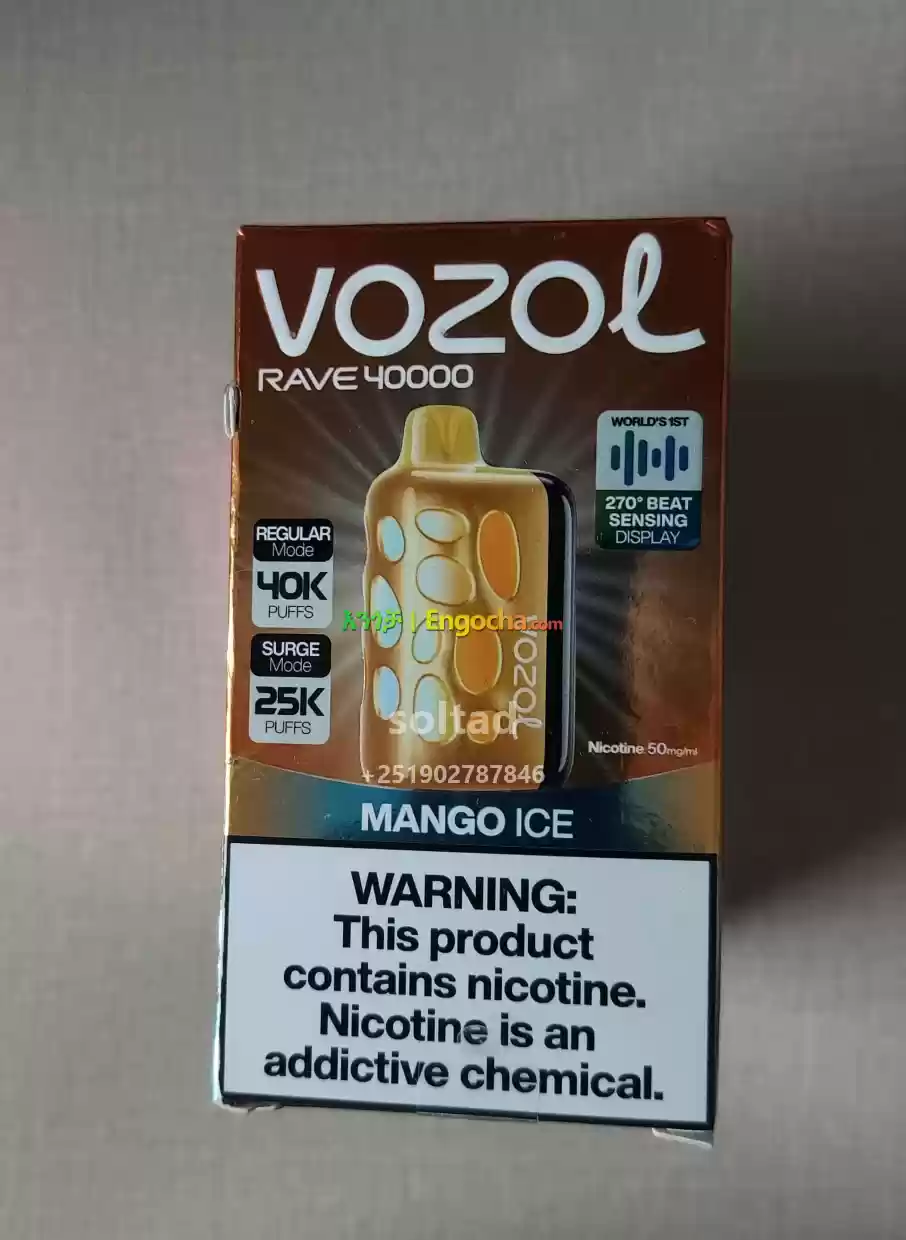 VOZOL
RAVE 40000
WORLD'S 1ST
270° BEAT
SENSING
DISPLAY
REGULAR
Mode
40K
PUFFS
SURGE
Mode
25K
PUFFS
እንጎቻ | Engocha.com
VOZOL
soltad
+251902787846
Nicotine 50mg/ml
MANGO ICE
WARNING:
This product
contains nicotine.
Nicotine is an
addictive chemical.